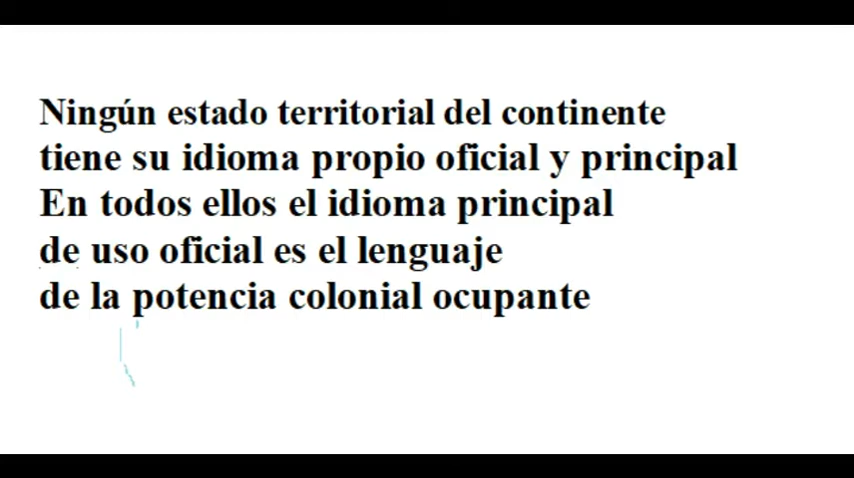 Ningún estado territorial del continente
tiene su idioma propio oficial y principal
En todos ellos el idioma principal
de uso oficial es el lenguaje
de la potencia colonial ocupante